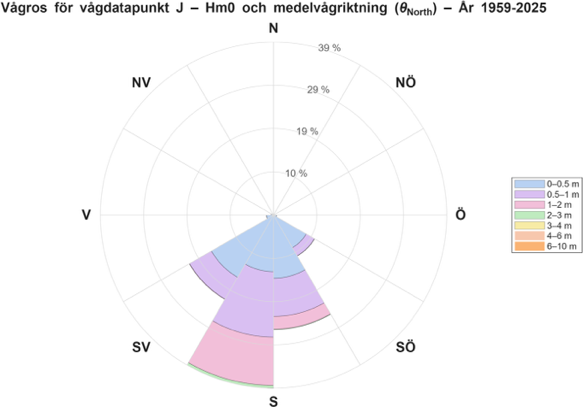 Vågros för vågdatapunkt J – Hm0 och medelvågriktning (θNorth) – År 1959-2025
N
39 %
NV
NÖ
29 %
19 %
10 %
V
Ö
0–0.5 m
0.5–1 m
1–2 m
2–3 m
3–4 m
4–6 m
6–10 m
SV
SÖ
S